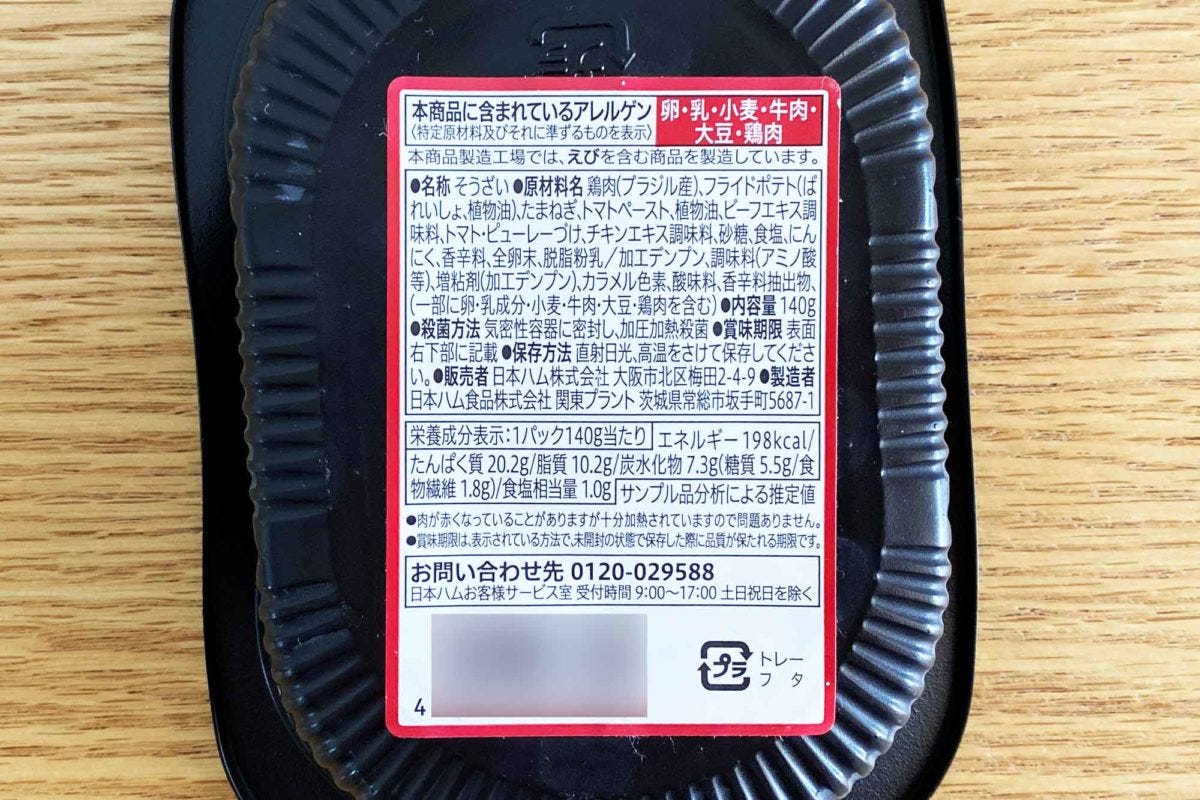 本商品に含まれているアレルゲン
〈特定原材料及びそれに準ずるものを表示〉
卵・乳・小麦・牛肉・
大豆・鶏肉
本商品製造工場では、えびを含む商品を製造しています。
●名称 そうざい ●原材料名 鶏肉(ブラジル産)、フライドポテト(ば
れいしょ、植物油)、たまねぎ、トマトペースト、植物油、ビーフエキス調
味料、トマト・ピューレーづけ、チキンエキス調味料、砂糖、食塩、にん
にく、香辛料、全卵末、脱脂粉乳／加工デンプン、調味料(アミノ酸
等)、増粘剤(加工デンプン)、カラメル色素、酸味料、香辛料抽出物、
(一部に卵・乳成分・小麦・牛肉・大豆・鶏肉を含む) ●内容量 140g
●殺菌方法 気密性容器に密封し、加圧加熱殺菌 ●賞味期限 表面
右下部に記載 ●保存方法 直射日光、高温をさけて保存してくださ
い。●販売者 日本ハム株式会社 大阪市北区梅田2-4-9 ●製造者
日本ハム食品株式会社 関東プラント 茨城県常総市坂手町5687-1
栄養成分表示：1パック140g当たり エネルギー 198kcal/
たんぱく質 20.2g/脂質 10.2g/炭水化物 7.3g(糖質 5.5g/食
物繊維 1.8g)/食塩相当量 1.0g サンプル品分析による推定値
●肉が赤くなっていることがありますが十分加熱されていますので問題ありません。
●賞味期限は、表示されている方法で、未開封の状態で保存した際に品質が保たれる期限です。
お問い合わせ先 0120-029588
日本ハムお客様サービス室 受付時間 9:00～17:00 土日祝日を除く
プラ
トレー
フタ
4